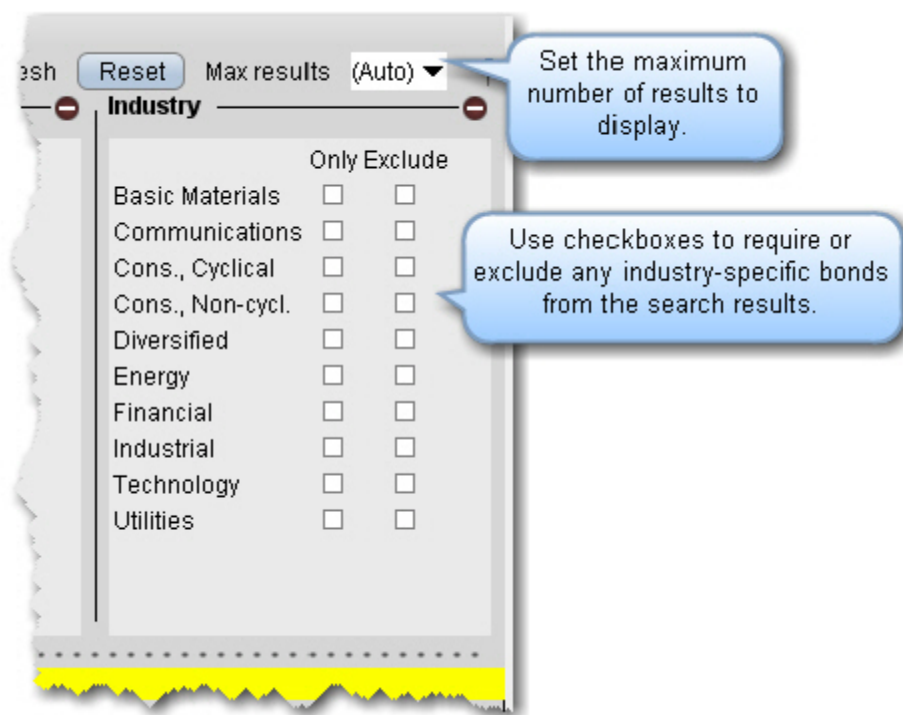 esh Reset Max results (Auto)
Set the maximum
number of results to
display.
Industry
Only Exclude
Basic Materials
Communications
Cons., Cyclical
Cons., Non-cycl.
Diversified
Energy
Financial
Industrial
Technology
Utilities
Use checkboxes to require or
exclude any industry-specific bonds
from the search results.